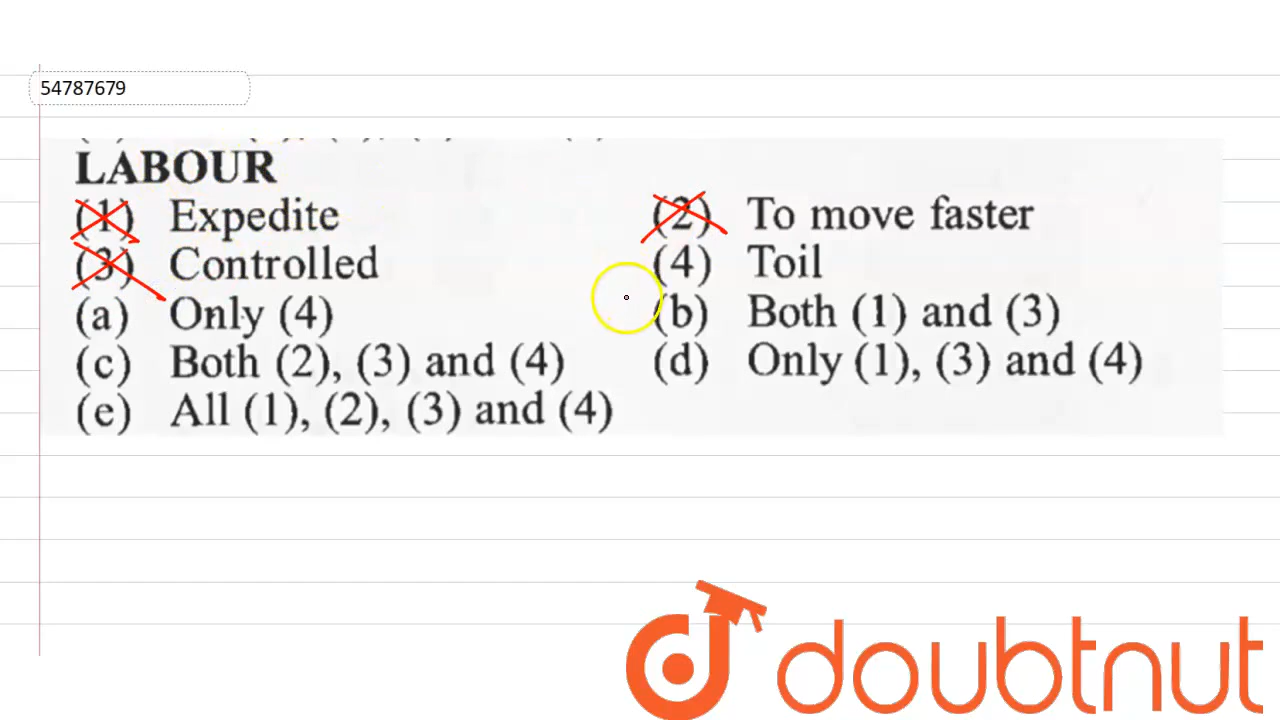 54787679
LABOUR
(1) Expedite (2) To move faster
(3) Controlled (4) Toil
(a) Only (4) (b) Both (1) and (3)
(c) Both (2), (3) and (4) (d) Only (1), (3) and (4)
(e) All (1), (2), (3) and (4)
doubtnut